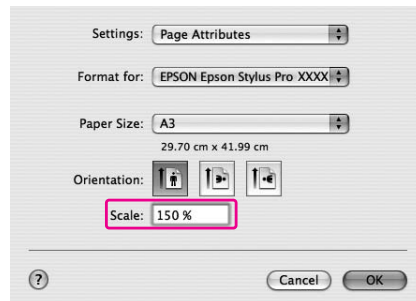 Settings: Page Attributes
Format for: EPSON Epson Stylus Pro XXXX
Paper Size: A3
29.70 cm x 41.99 cm
Orientation:
Scale: 150 %
? Cancel OK